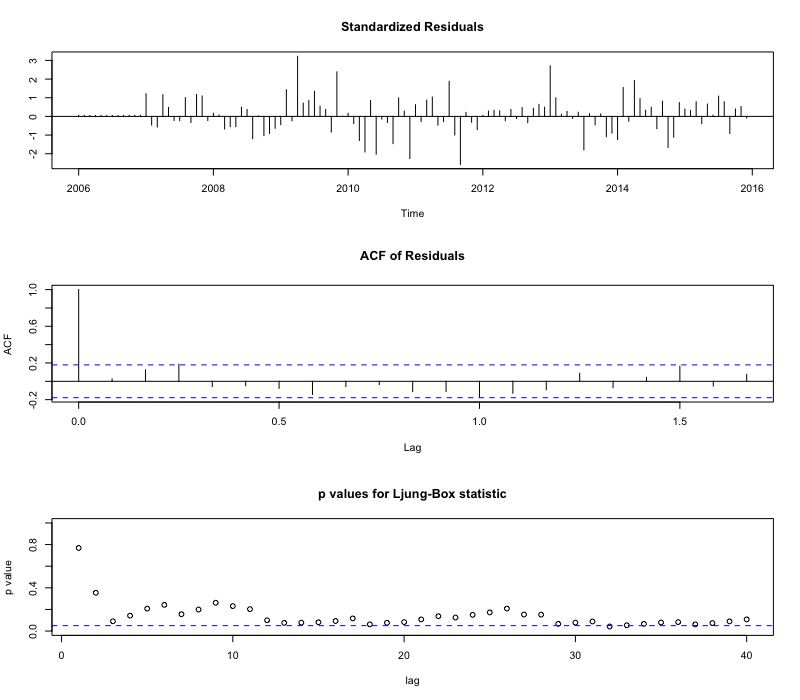 Standardized Residuals
3
2
1
0
-1
-2
2006 2008 2010 2012 2014 2016
Time
ACF of Residuals
ACF
1.0
0.6
0.2
-0.2
0.0 0.5 1.0 1.5
Lag
p values for Ljung-Box statistic
p value
0.8
0.4
0.0
0 10 20 30 40
lag